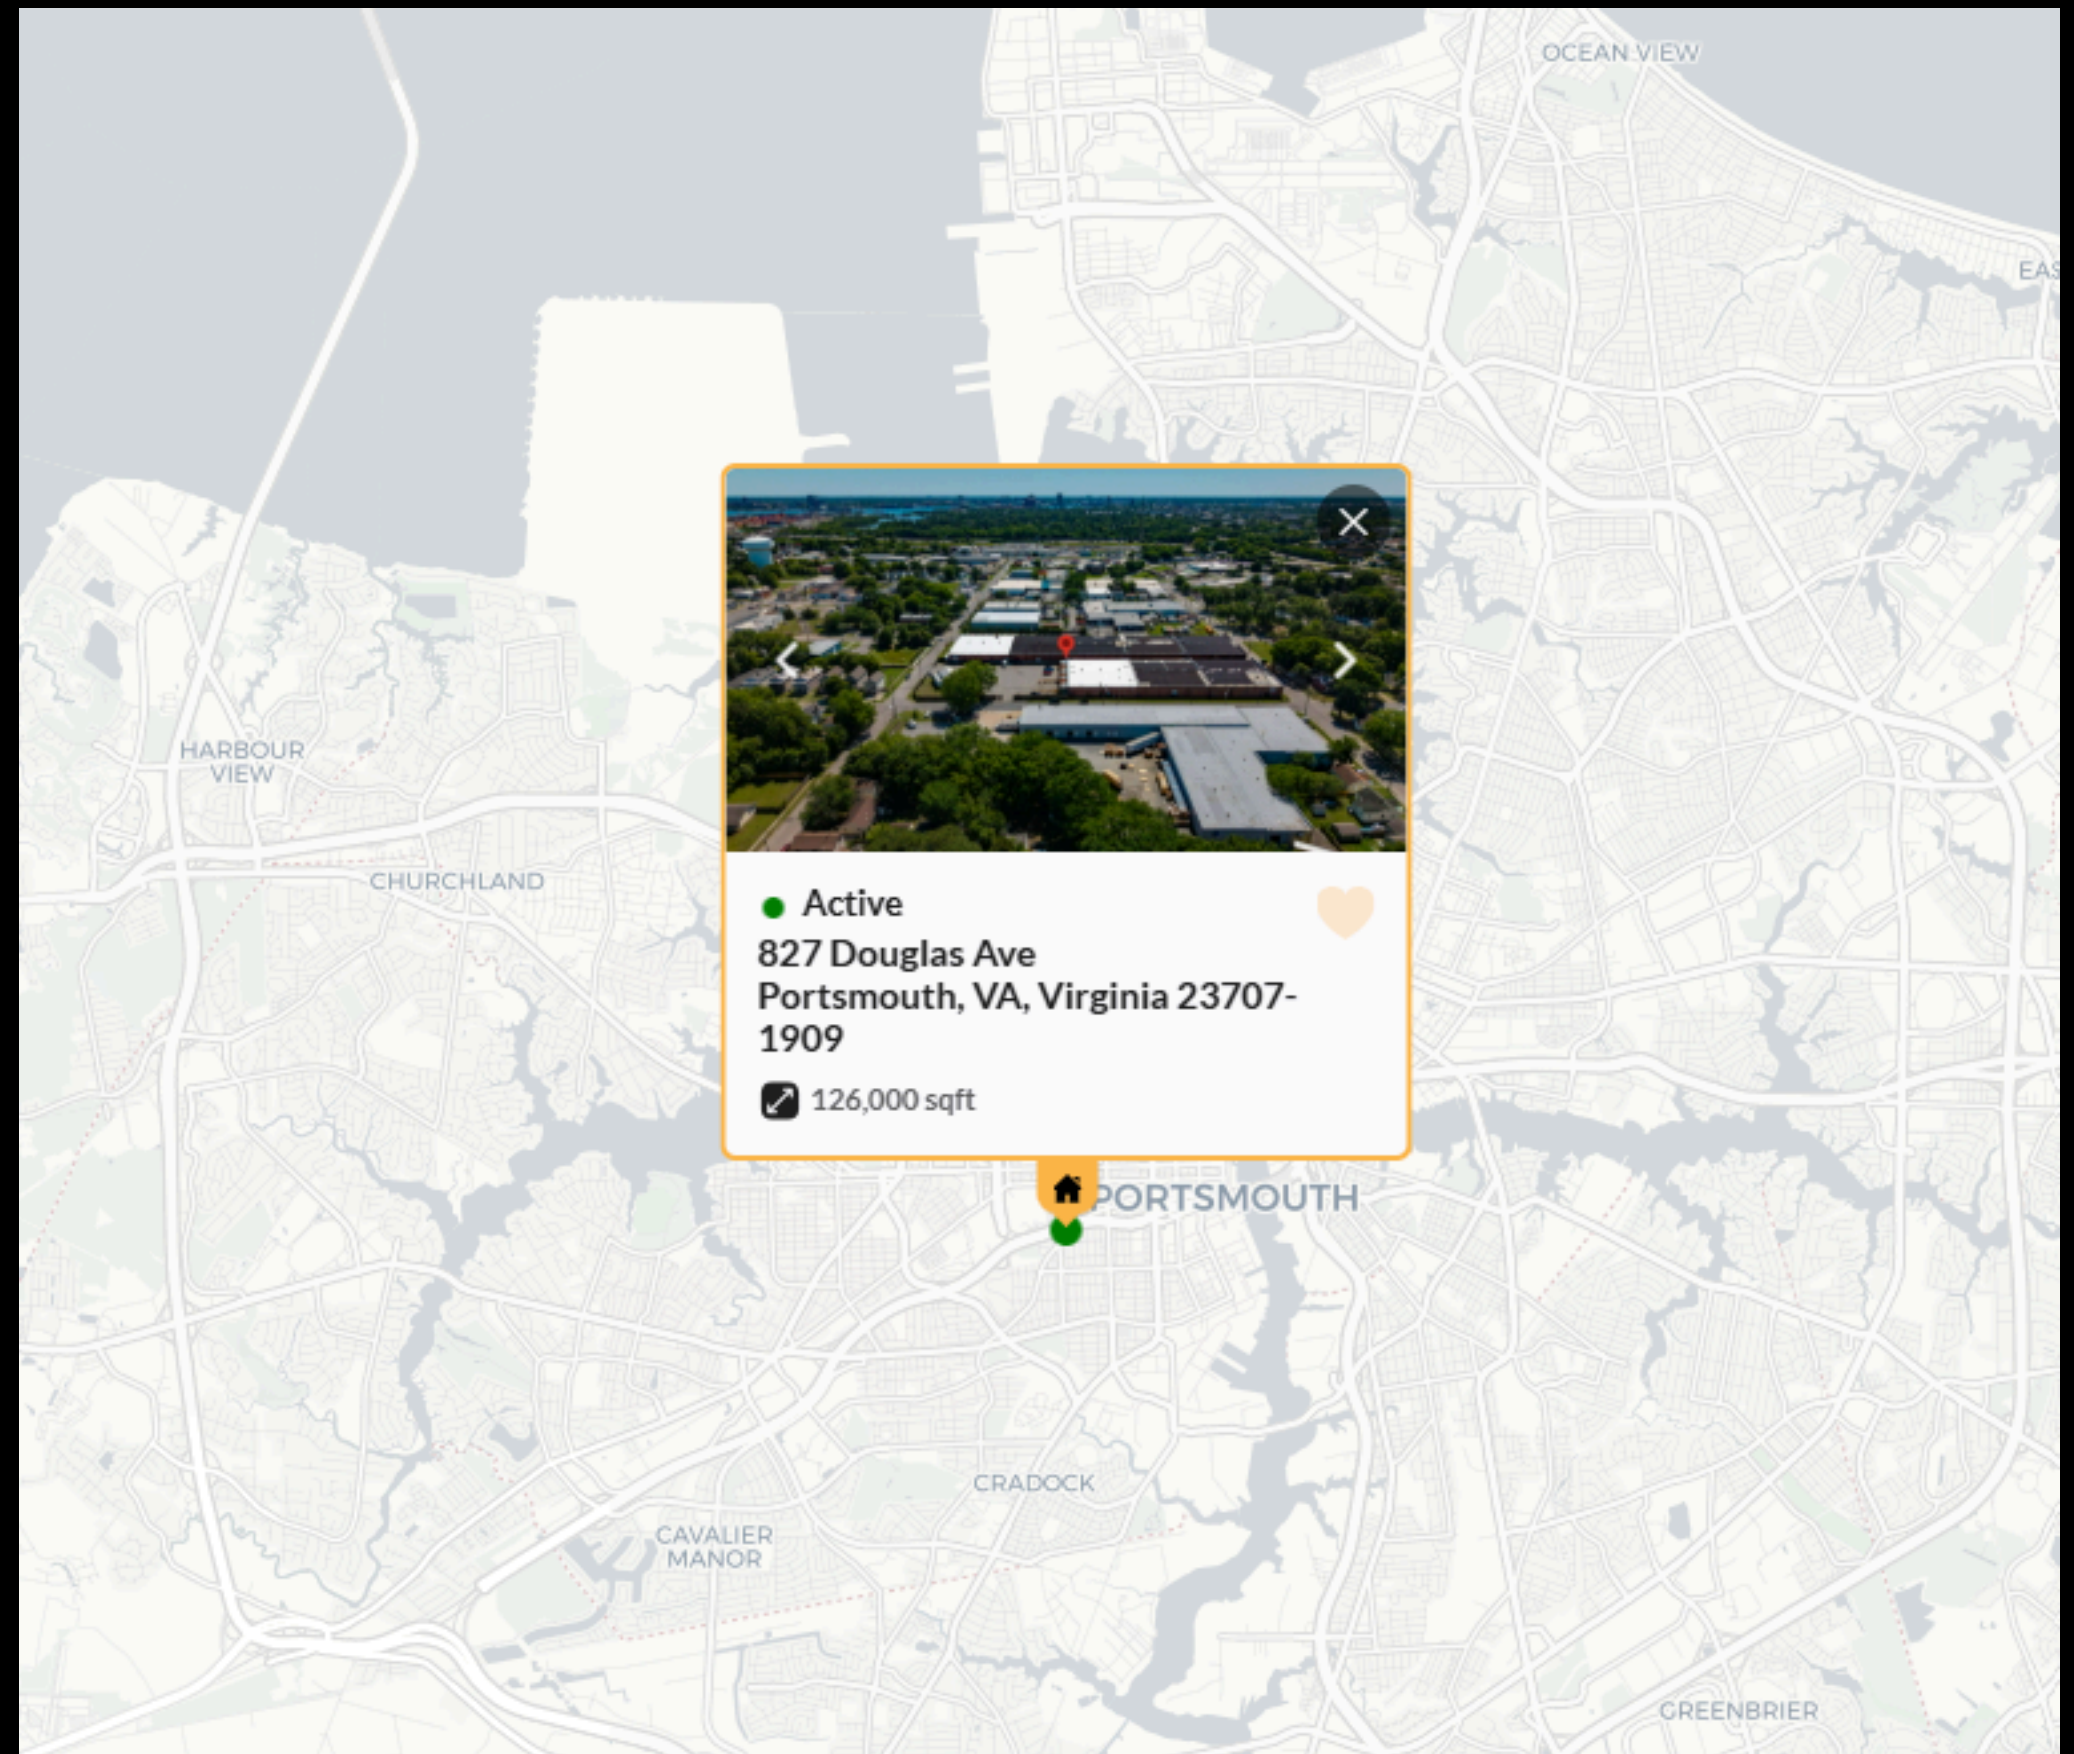 OCEAN VIEW
EAS
HARBOUR
VIEW
CHURCHLAND
Active
827 Douglas Ave
Portsmouth, VA, Virginia 23707-
1909
126,000 sqft
PORTSMOUTH
CRADOCK
CAVALIER
MANOR
GREENBRIER